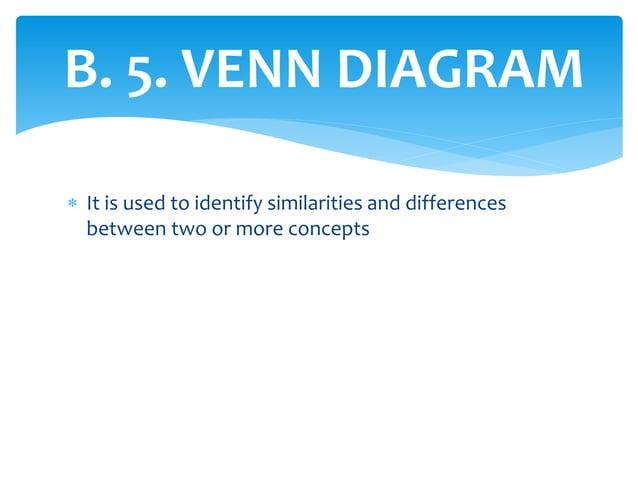 B. 5. VENN DIAGRAM
* It is used to identify similarities and differences
between two or more concepts